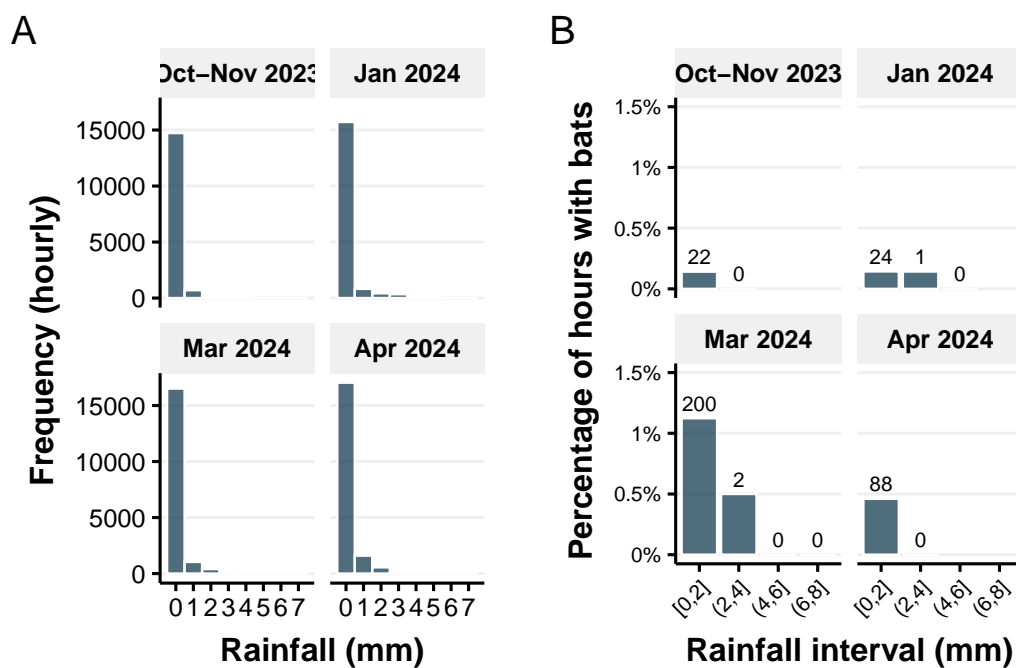 A
Frequency (hourly)
Oct−Nov 2023
Jan 2024
15000
10000
5000
0
Mar 2024
Apr 2024
15000
10000
5000
0
0 1 2 3 4 5 6 7
0 1 2 3 4 5 6 7
Rainfall (mm)
B
Percentage of hours with bats
Oct−Nov 2023
Jan 2024
1.5%
1%
0.5%
0%
22
0
24
1
0
Mar 2024
Apr 2024
1.5%
1%
0.5%
0%
200
2
0
0
88
0
[0,2]
(2,4]
(4,6]
(6,8]
[0,2]
(2,4]
(4,6]
(6,8]
Rainfall interval (mm)